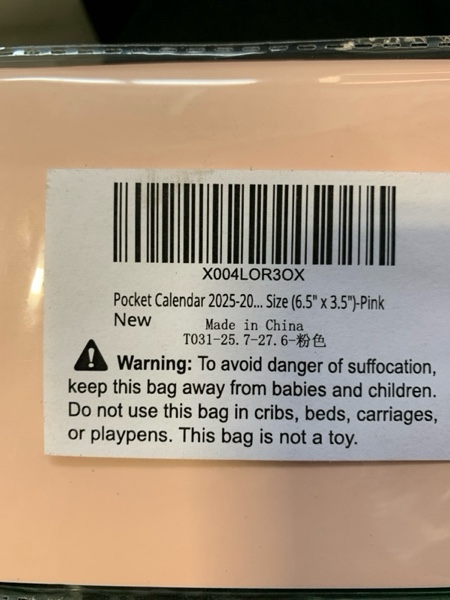 X004LOR3OX
Pocket Calendar 2025-20... Size (6.5" x 3.5")-Pink
New
Made in China
T031-25.7-27.6-粉色
Warning: To avoid danger of suffocation,
keep this bag away from babies and children.
Do not use this bag in cribs, beds, carriages,
or playpens. This bag is not a toy.